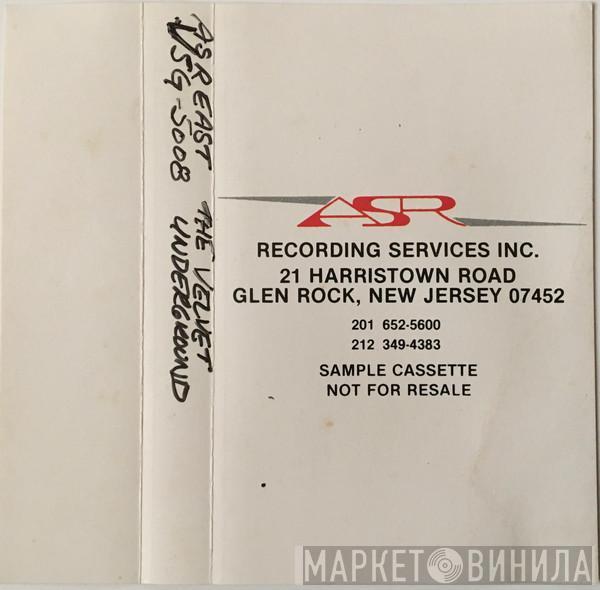 ASR EAST THE VELVET
VSG-5008 UNDERGROUND
ASR
RECORDING SERVICES INC.
21 HARRISTOWN ROAD
GLEN ROCK, NEW JERSEY 07452
201 652-5600
212 349-4383
SAMPLE CASSETTE
NOT FOR RESALE
МАРКЕТ ВИНИЛА